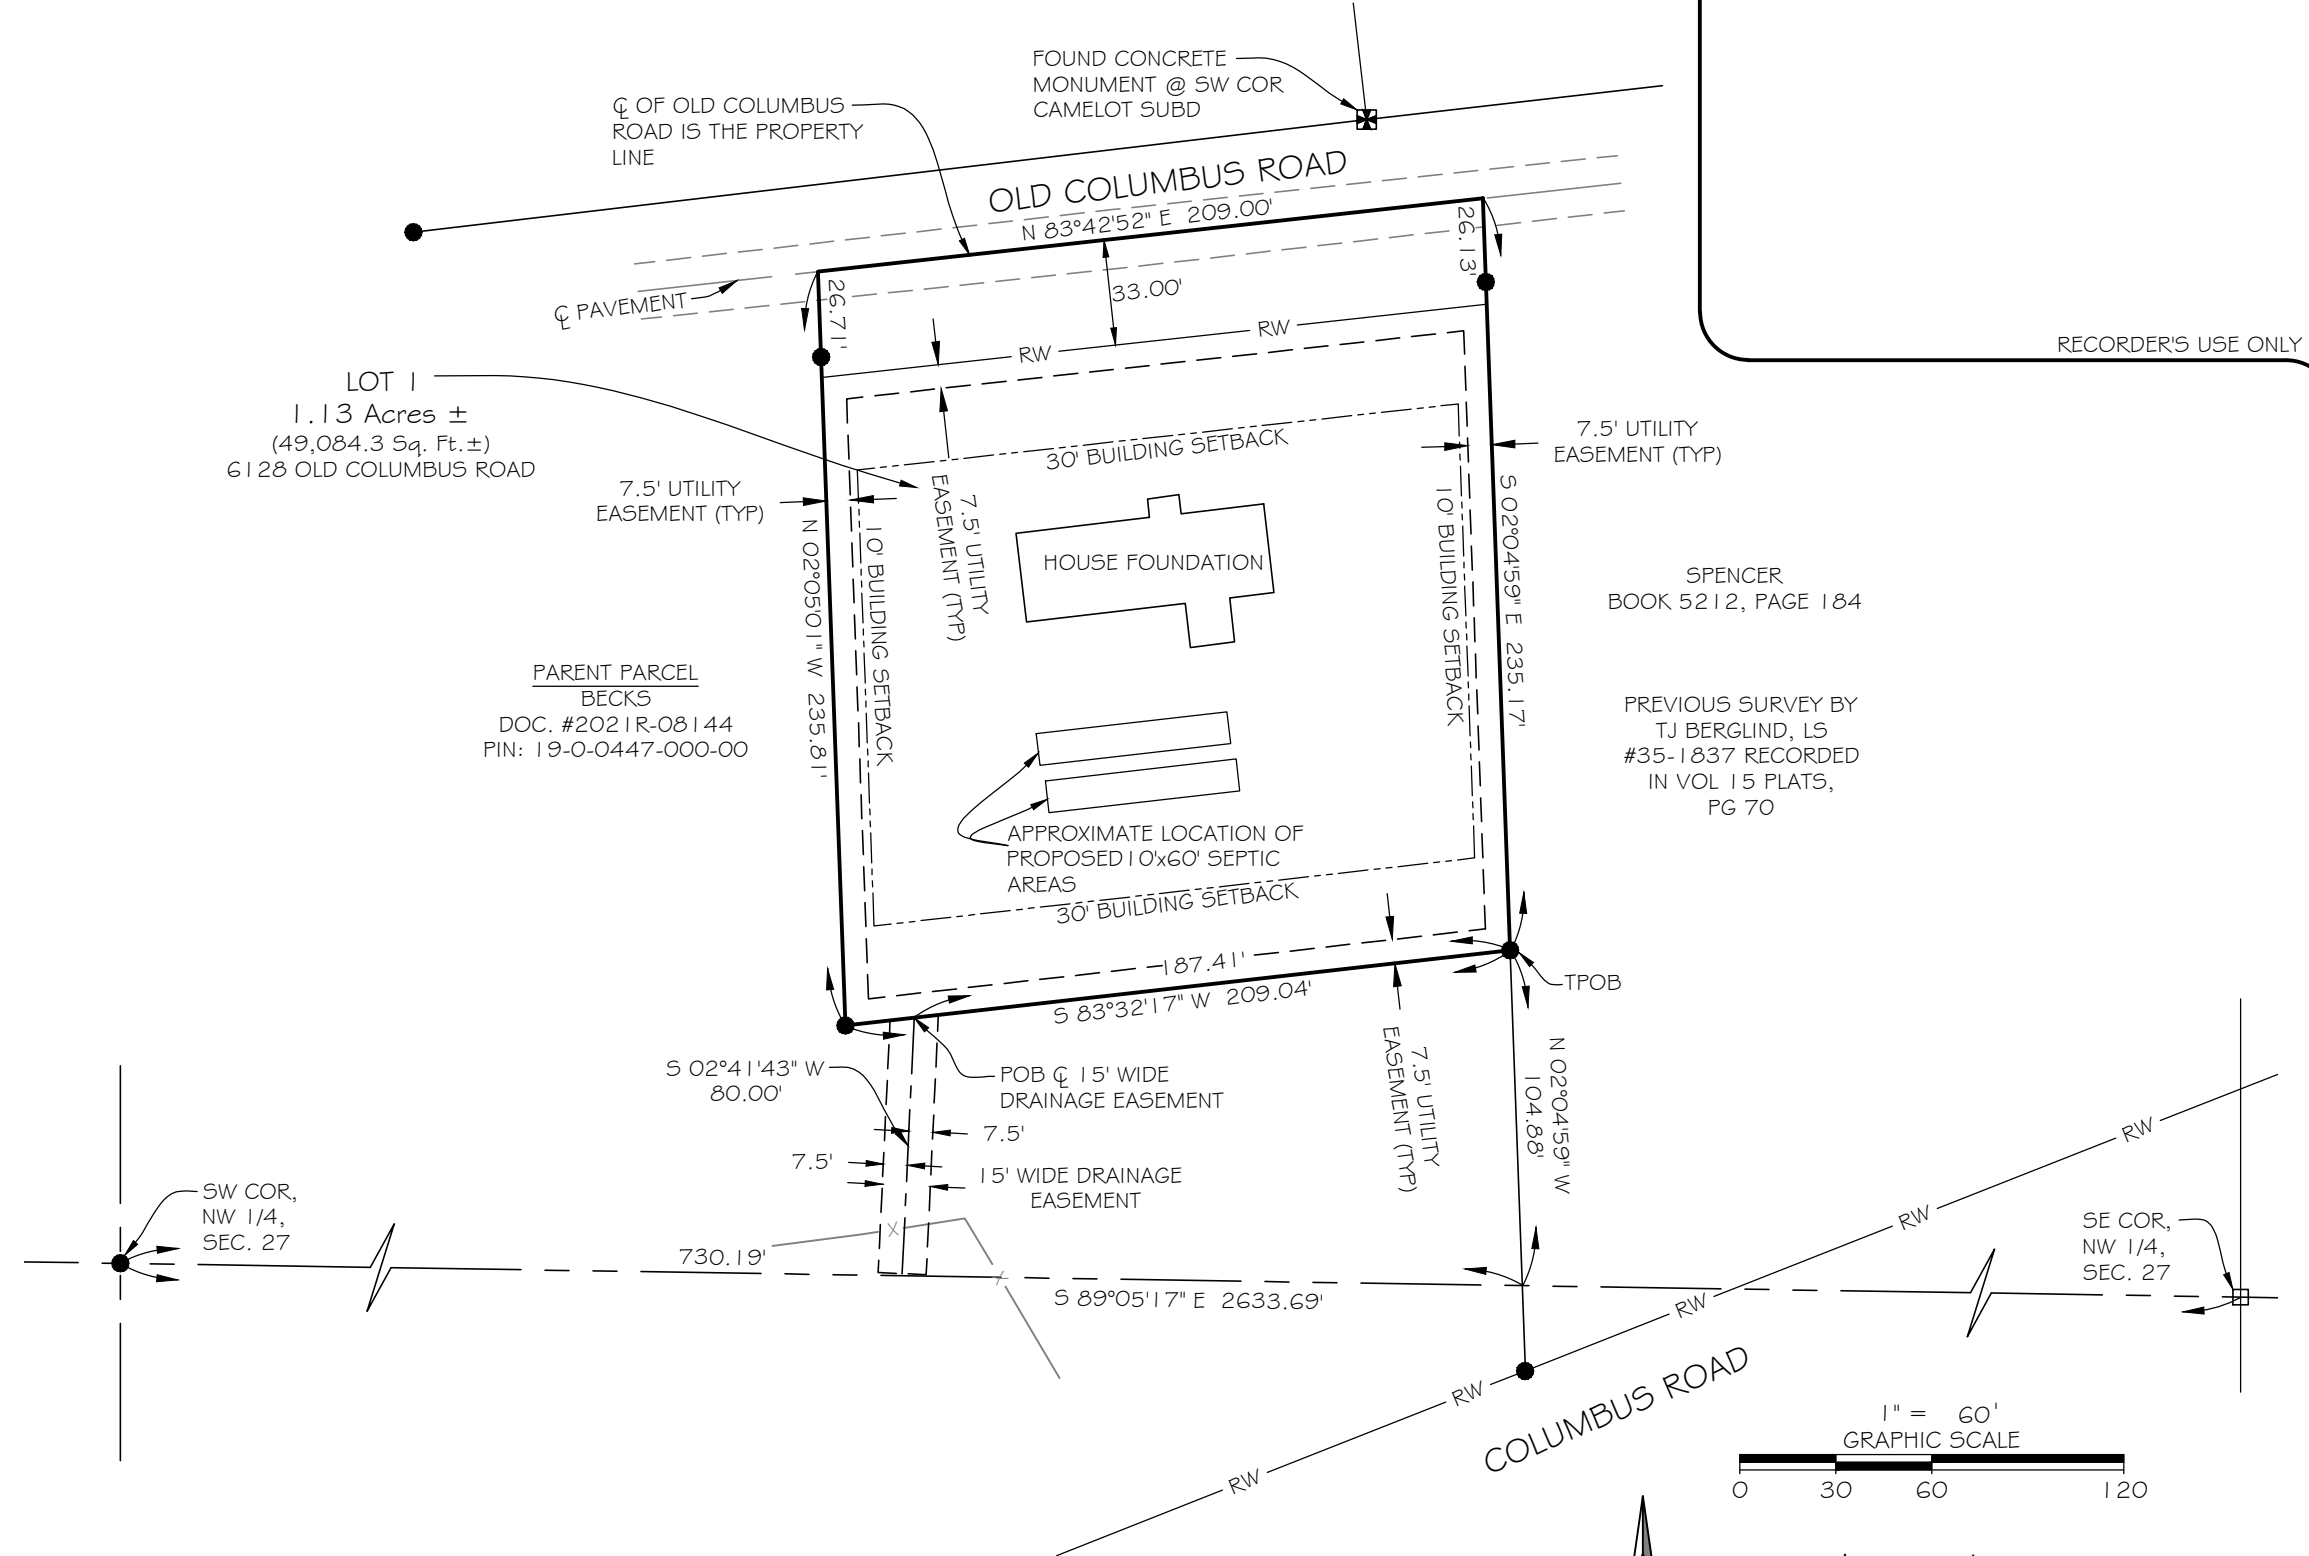 FOUND CONCRETE
MONUMENT @ SW COR
CAMELOT SUBD
℄ OF OLD COLUMBUS
ROAD IS THE PROPERTY
LINE
OLD COLUMBUS ROAD
N 83°42'52" E 209.00'
26.13'
26.71'
33.00'
℄ PAVEMENT
RW
RW
RECORDER'S USE ONLY
LOT 1
1.13 Acres ±
(49,084.3 Sq. Ft.±)
6128 OLD COLUMBUS ROAD
7.5' UTILITY
EASEMENT (TYP)
7.5' UTILITY
EASEMENT (TYP)
7.5' UTILITY
EASEMENT (TYP)
30' BUILDING SETBACK
10' BUILDING SETBACK
10' BUILDING SETBACK
N 02°05'01" W 235.81'
S 02°04'59" E 235.17'
HOUSE FOUNDATION
SPENCER
BOOK 5212, PAGE 184
PARENT PARCEL
BECKS
DOC. #2021R-08144
PIN: 19-0-0447-000-00
PREVIOUS SURVEY BY
TJ BERGLIND, LS
#35-1837 RECORDED
IN VOL 15 PLATS,
PG 70
APPROXIMATE LOCATION OF
PROPOSED10'x60' SEPTIC
AREAS
30' BUILDING SETBACK
187.41'
S 83°32'17" W 209.04'
TPOB
S 02°41'43" W
80.00'
POB ℄ 15' WIDE
DRAINAGE EASEMENT
7.5' UTILITY
EASEMENT (TYP)
N 02°04'59" W
104.88'
7.5'
7.5'
15' WIDE DRAINAGE
EASEMENT
X
X
SW COR,
NW 1/4,
SEC. 27
730.19'
S 89°05'17" E 2633.69'
SE COR,
NW 1/4,
SEC. 27
RW
RW
RW
RW
RW
COLUMBUS ROAD
1" = 60'
GRAPHIC SCALE
0 30 60 120